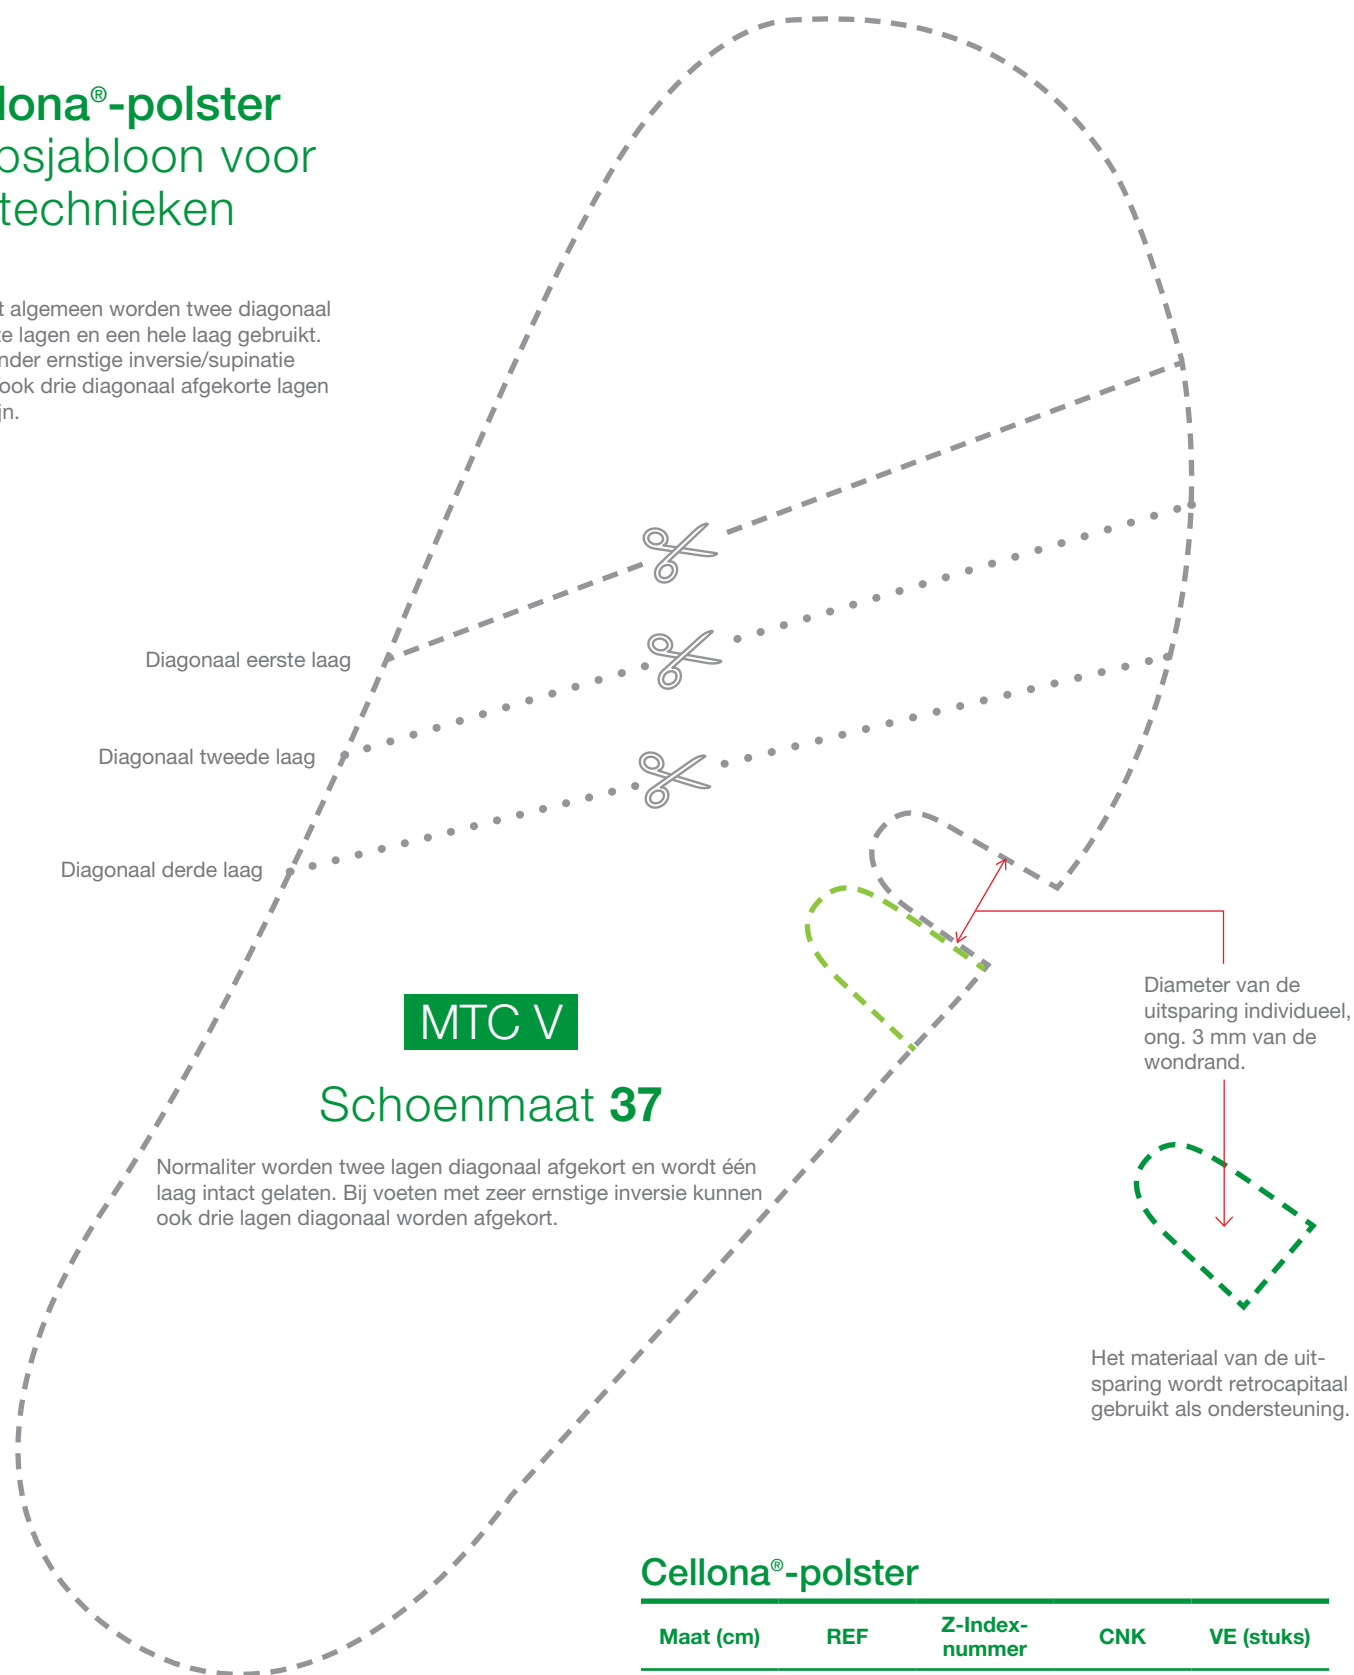 lona®-polster
psjabloon voor
technieken
t algemeen worden twee diagonaal
te lagen en een hele laag gebruikt.
nder ernstige inversie/supinatie
ook drie diagonaal afgekorte lagen
jn.
Diagonaal eerste laag
Diagonaal tweede laag
Diagonaal derde laag
MTC V
Schoenmaat 37
Normaliter worden twee lagen diagonaal afgekort en wordt één
laag intact gelaten. Bij voeten met zeer ernstige inversie kunnen
ook drie lagen diagonaal worden afgekort.
Diameter van de
uitsparing individueel,
ong. 3 mm van de
wondrand.
Het materiaal van de uit-
sparing wordt retrocapitaal
gebruikt als ondersteuning.
Cellona®-polster
Maat (cm) REF Z-Index-nummer CNK VE (stuks)